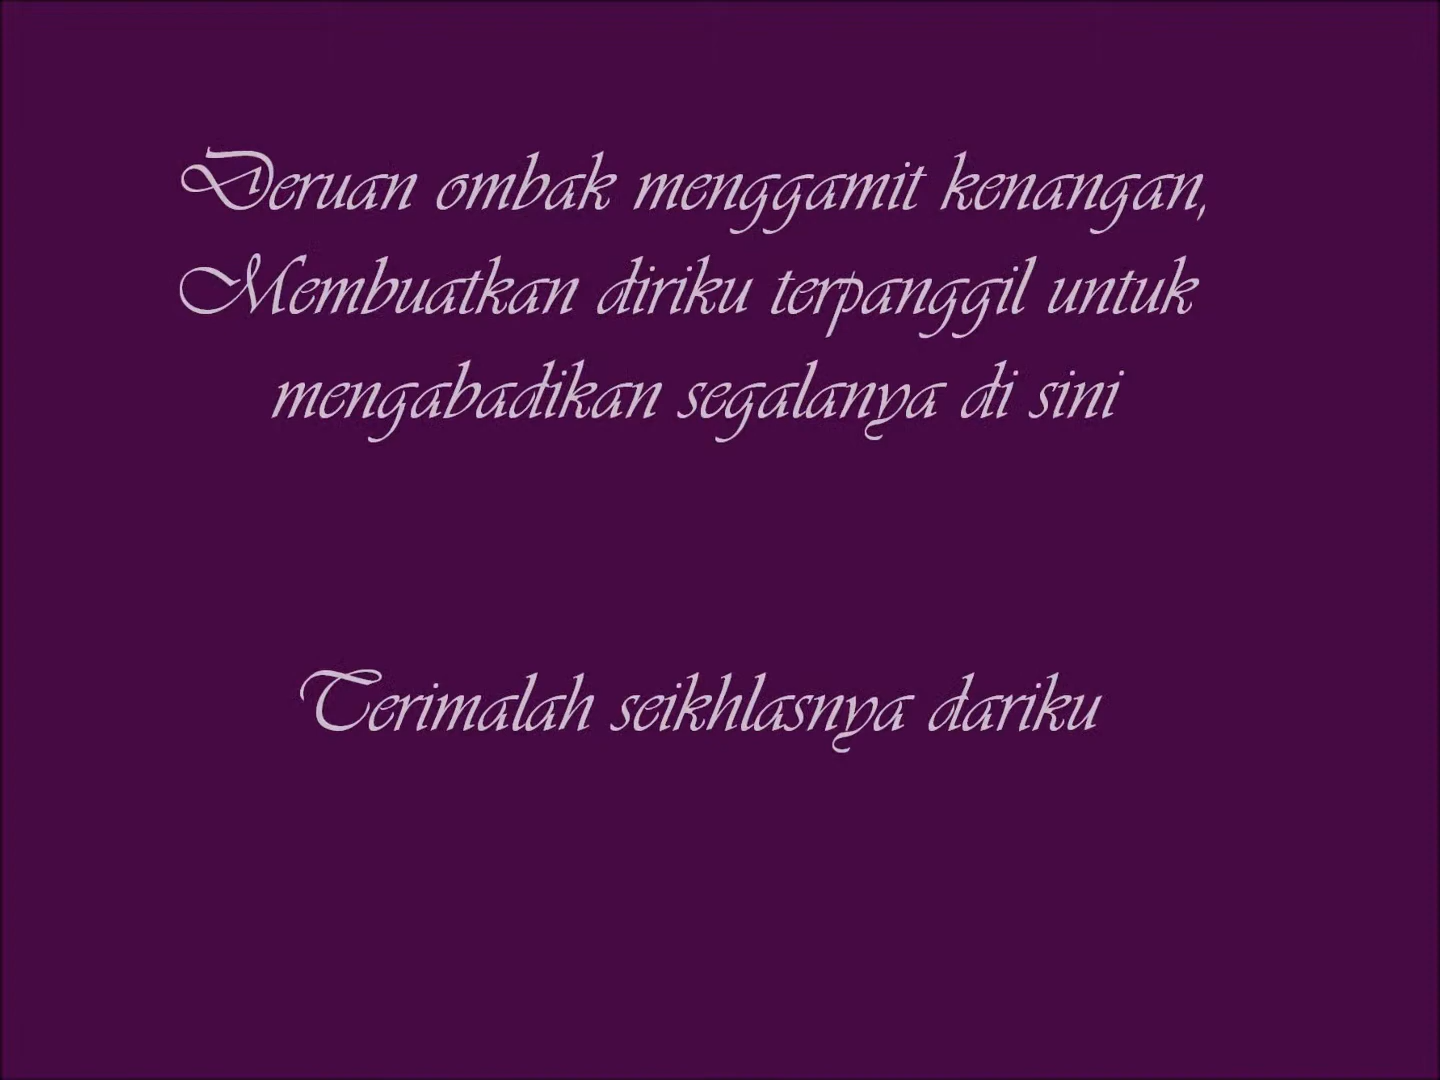 Deruan ombak menggamit kenangan,
Membuatkan diriku terpanggil untuk
mengabadikan segalanya di sini
Terimalah seikhlasnya dariku